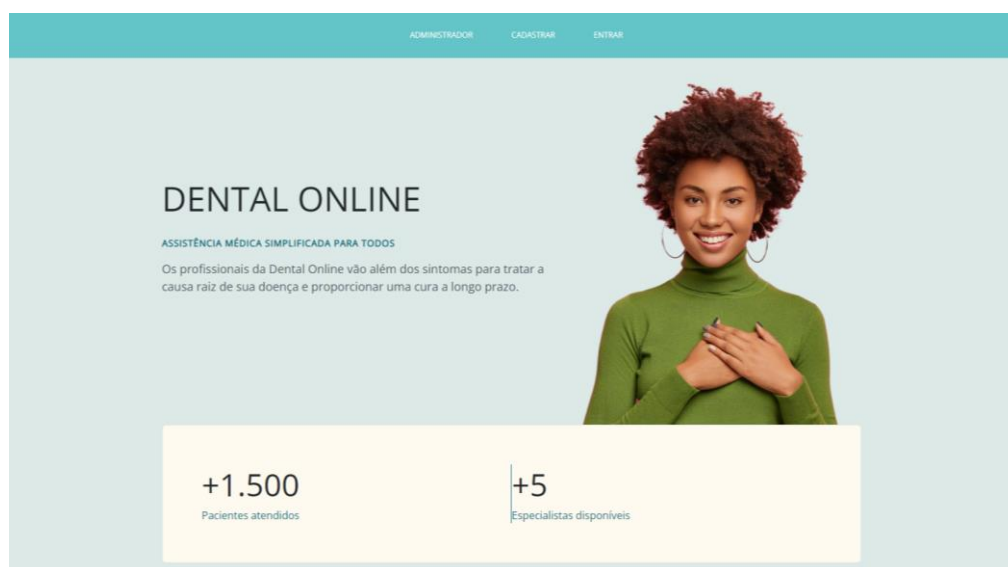 ADMINISTRADOR CADASTRAR ENTRAR
DENTAL ONLINE
ASSISTÊNCIA MÉDICA SIMPLIFICADA PARA TODOS
Os profissionais da Dental Online vão além dos sintomas para tratar a
causa raiz de sua doença e proporcionar uma cura a longo prazo.
+1.500
Pacientes atendidos
+5
Especialistas disponíveis